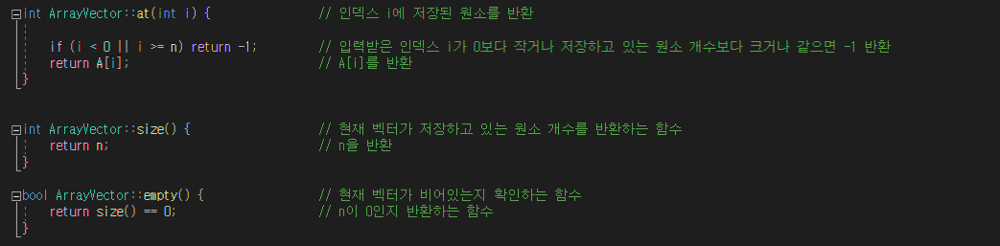 int ArrayVector::at(int i) { // 인덱스 i에 저장된 원소를 반환
if (i < 0 || i >= n) return -1; // 입력받은 인덱스 i가 0보다 작거나 저장하고 있는 원소 개수보다 크거나 같으면 -1 반환
return A[i]; // A[i]를 반환
}
int ArrayVector::size() { // 현재 벡터가 저장하고 있는 원소 개수를 반환하는 함수
return n; // n을 반환
}
bool ArrayVector::empty() { // 현재 벡터가 비어있는지 확인하는 함수
return size() == 0; // n이 0인지 반환하는 함수
}